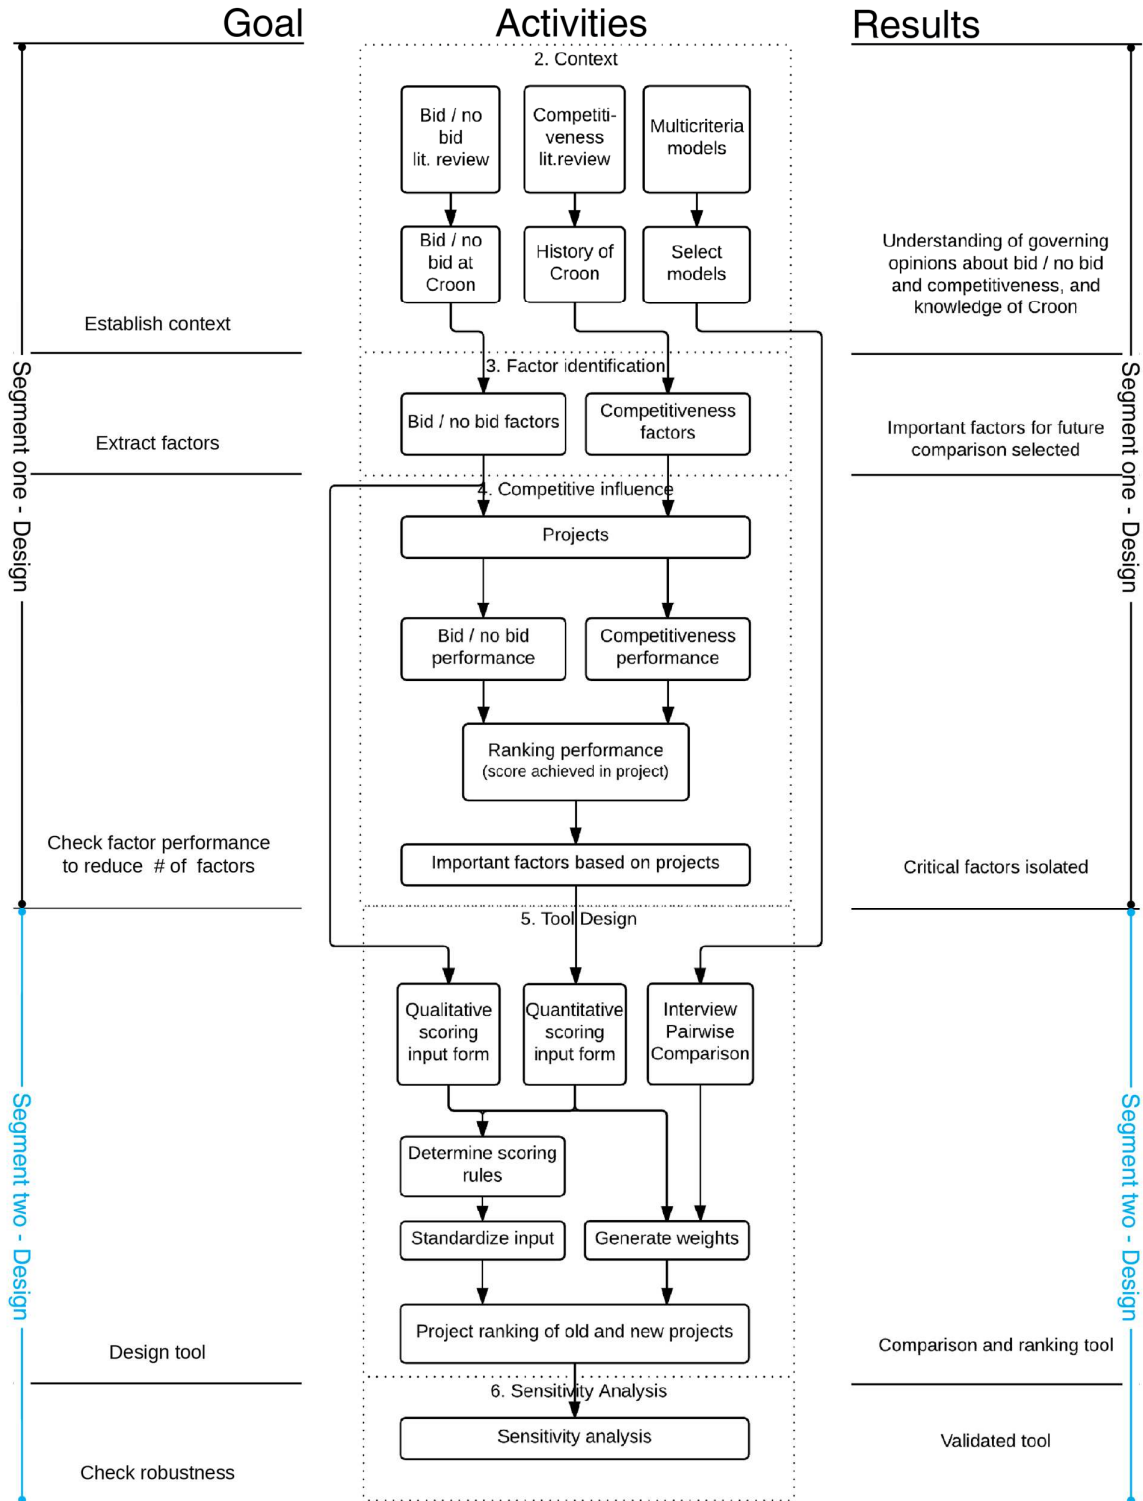 Goal
Activities
Results
2. Context
Bid / no
bid
lit. review
Competiti-
veness
lit.review
Multicriteria
models
Bid / no
bid at
Croon
History of
Croon
Select
models
Establish context
Understanding of governing
opinions about bid / no bid
and competitiveness, and
knowledge of Croon
Segment one - Design
Segment one - Design
3. Factor identification
Bid / no bid factors
Competitiveness
factors
Extract factors
Important factors for future
comparison selected
4. Competitive influence
Projects
Bid / no bid
performance
Competitiveness
performance
Ranking performance
(score achieved in project)
Important factors based on projects
Check factor performance
to reduce # of factors
Critical factors isolated
5. Tool Design
Qualitative
scoring
input form
Quantitative
scoring
input form
Interview
Pairwise
Comparison
Segment two - Design
Segment two - Design
Determine scoring
rules
Standardize input
Generate weights
Project ranking of old and new projects
Design tool
Comparison and ranking tool
6. Sensitivity Analysis
Sensitivity analysis
Check robustness
Validated tool